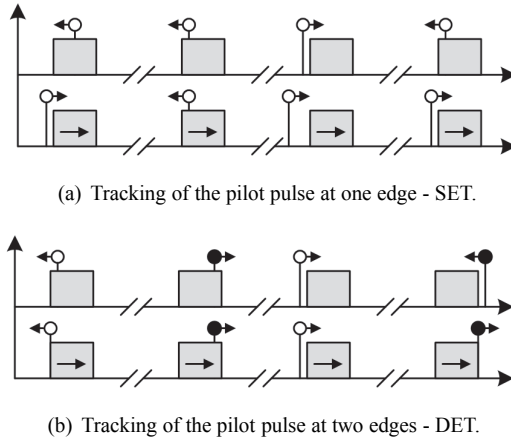 (a) Tracking of the pilot pulse at one edge - SET.
(b) Tracking of the pilot pulse at two edges - DET.